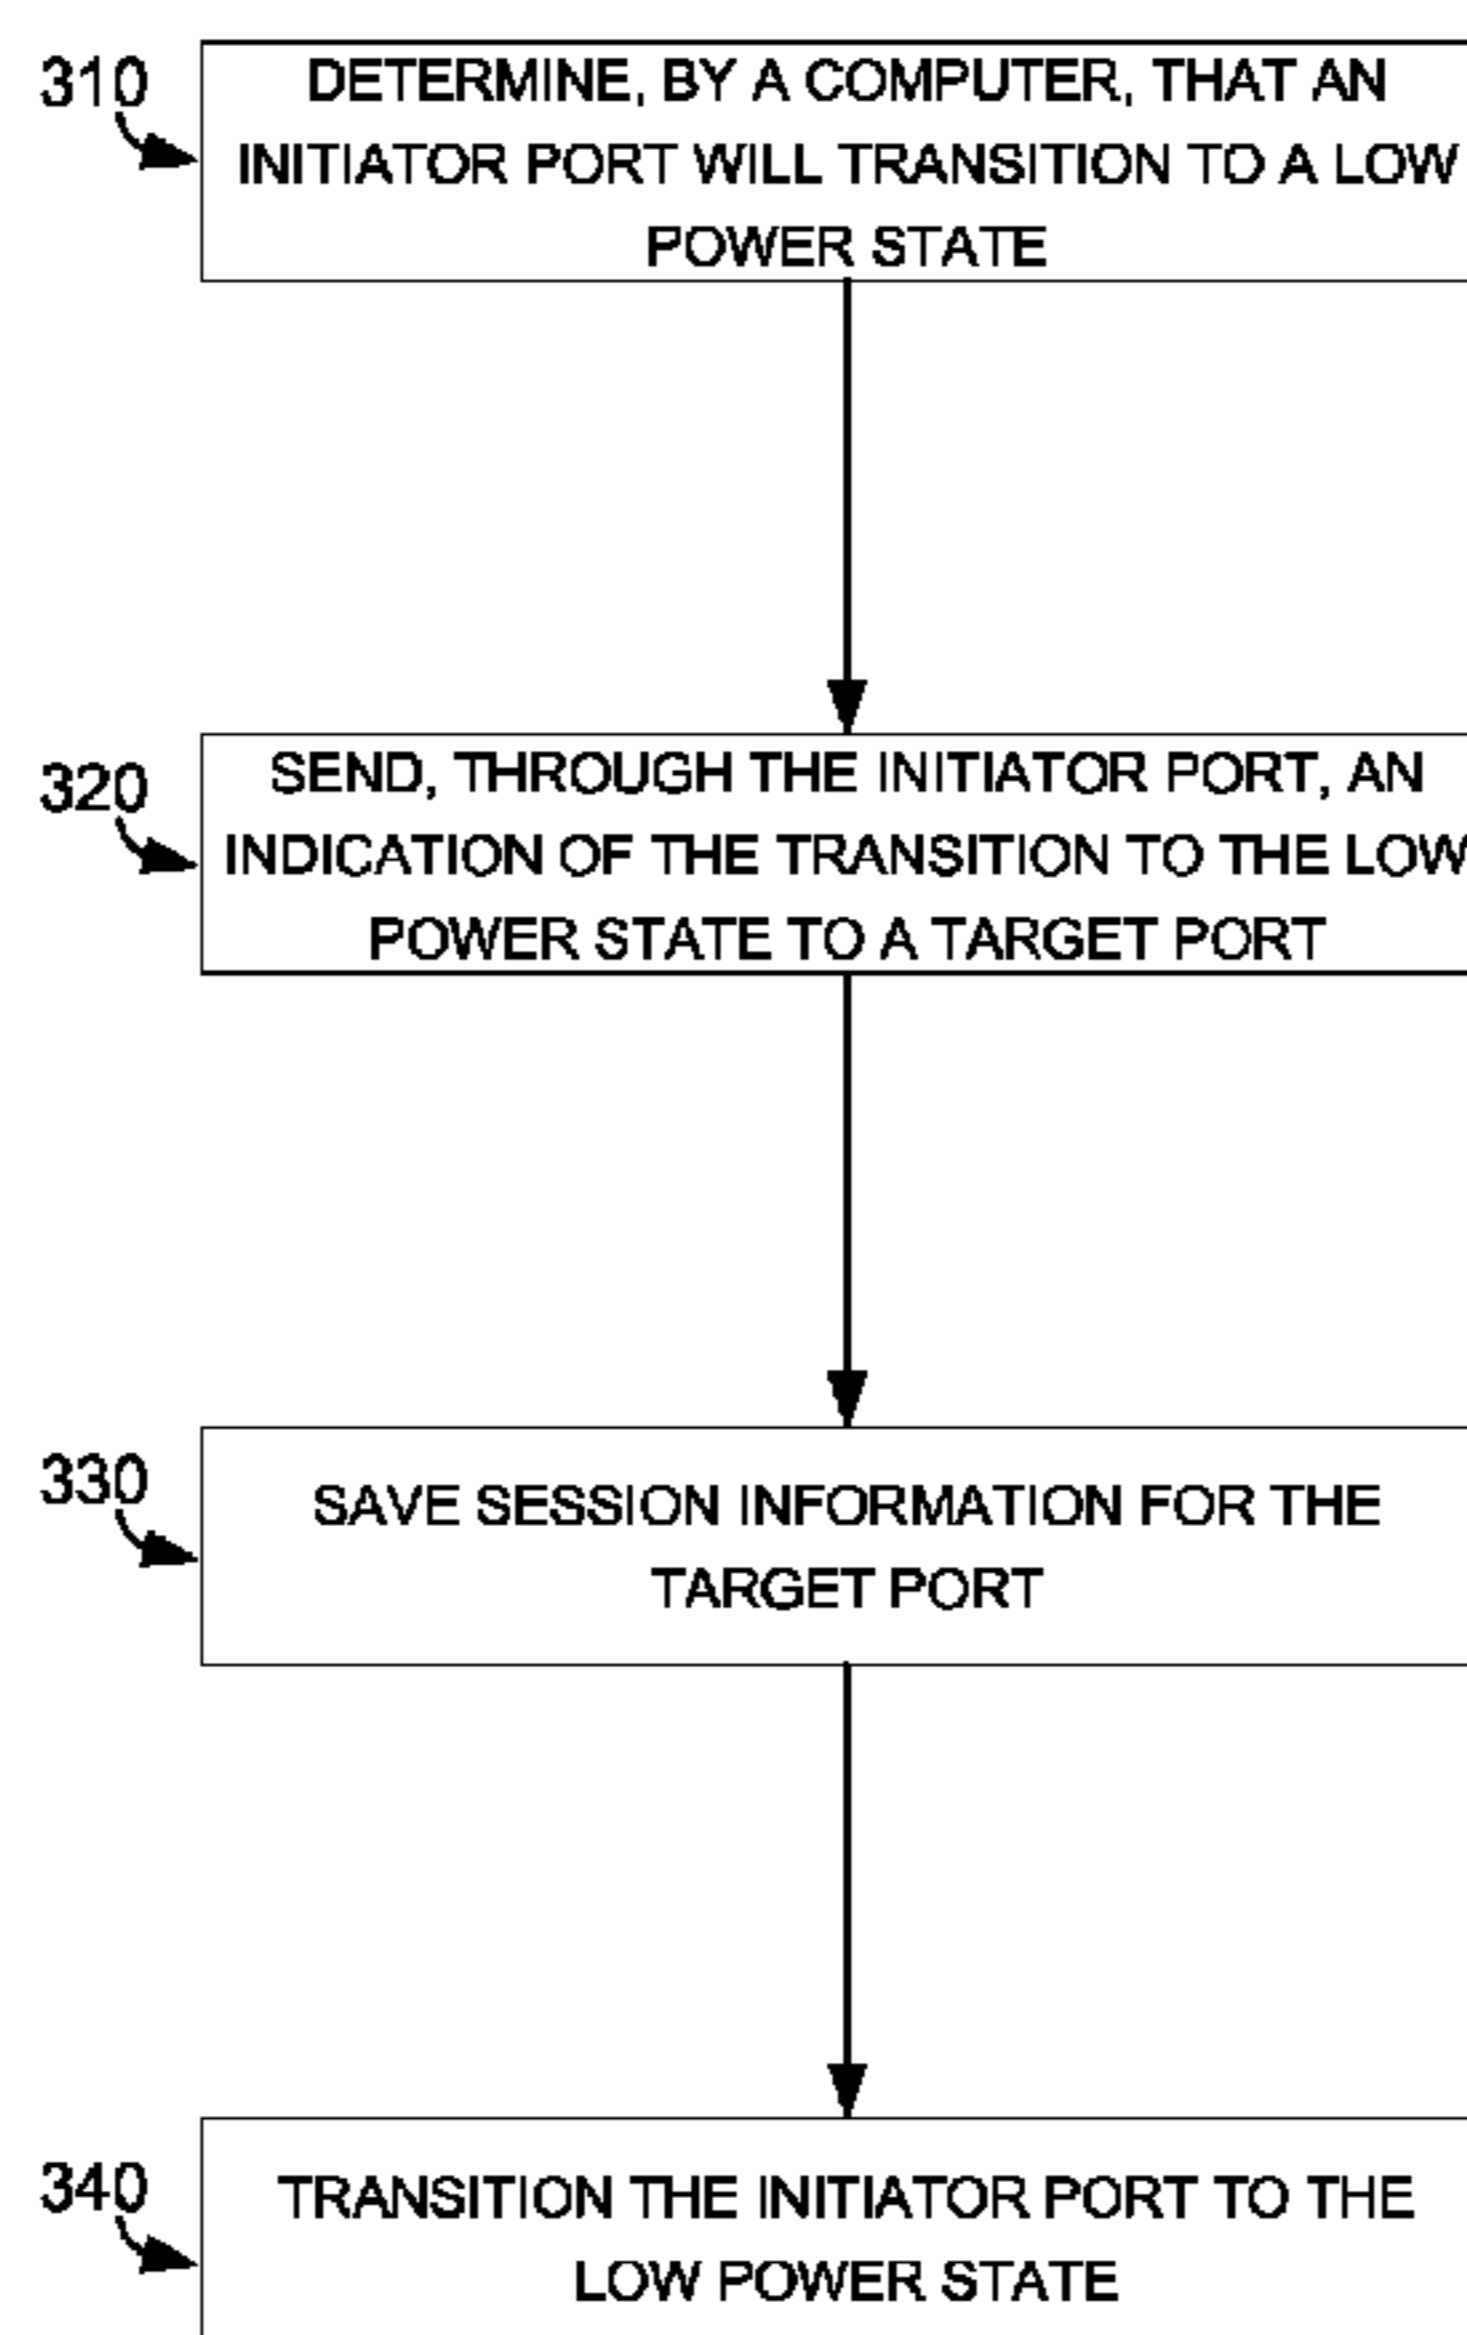 310
DETERMINE, BY A COMPUTER, THAT AN
INITIATOR PORT WILL TRANSITION TO A LOW
POWER STATE
320
SEND, THROUGH THE INITIATOR PORT, AN
INDICATION OF THE TRANSITION TO THE LOW
POWER STATE TO A TARGET PORT
330
SAVE SESSION INFORMATION FOR THE
TARGET PORT
340
TRANSITION THE INITIATOR PORT TO THE
LOW POWER STATE